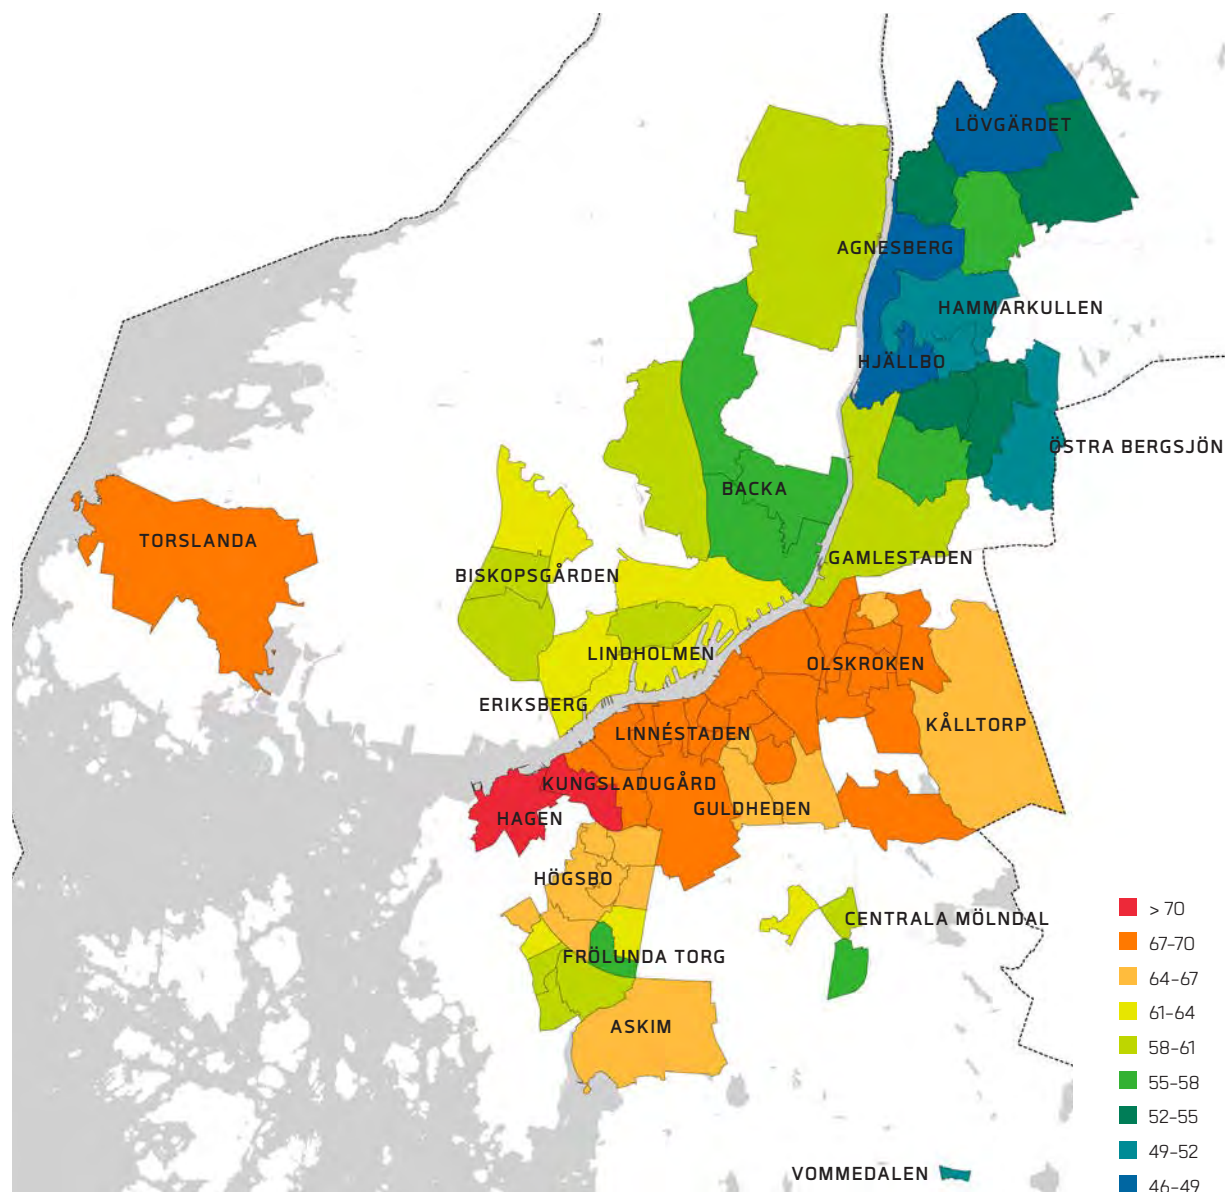 LÖVGÄRDET
AGNESBERG
HAMMARKULLEN
HJÄLLBO
ÖSTRA BERGSJÖN
BACKA
TORSLANDA
GAMLESTADEN
BISKOPSGÅRDEN
LINDHOLMEN
OLSKROKEN
ERIKSBERG
KÅLLTORP
LINNÉSTADEN
KUNGSLADUGÅRD
GULDHEDEN
HAGEN
HÖGSBO
CENTRALA MÖLNDAL
FRÖLUNDA TORG
ASKIM
VOMMEDALEN
> 70
67–70
64–67
61–64
58–61
55–58
52–55
49–52
46–49